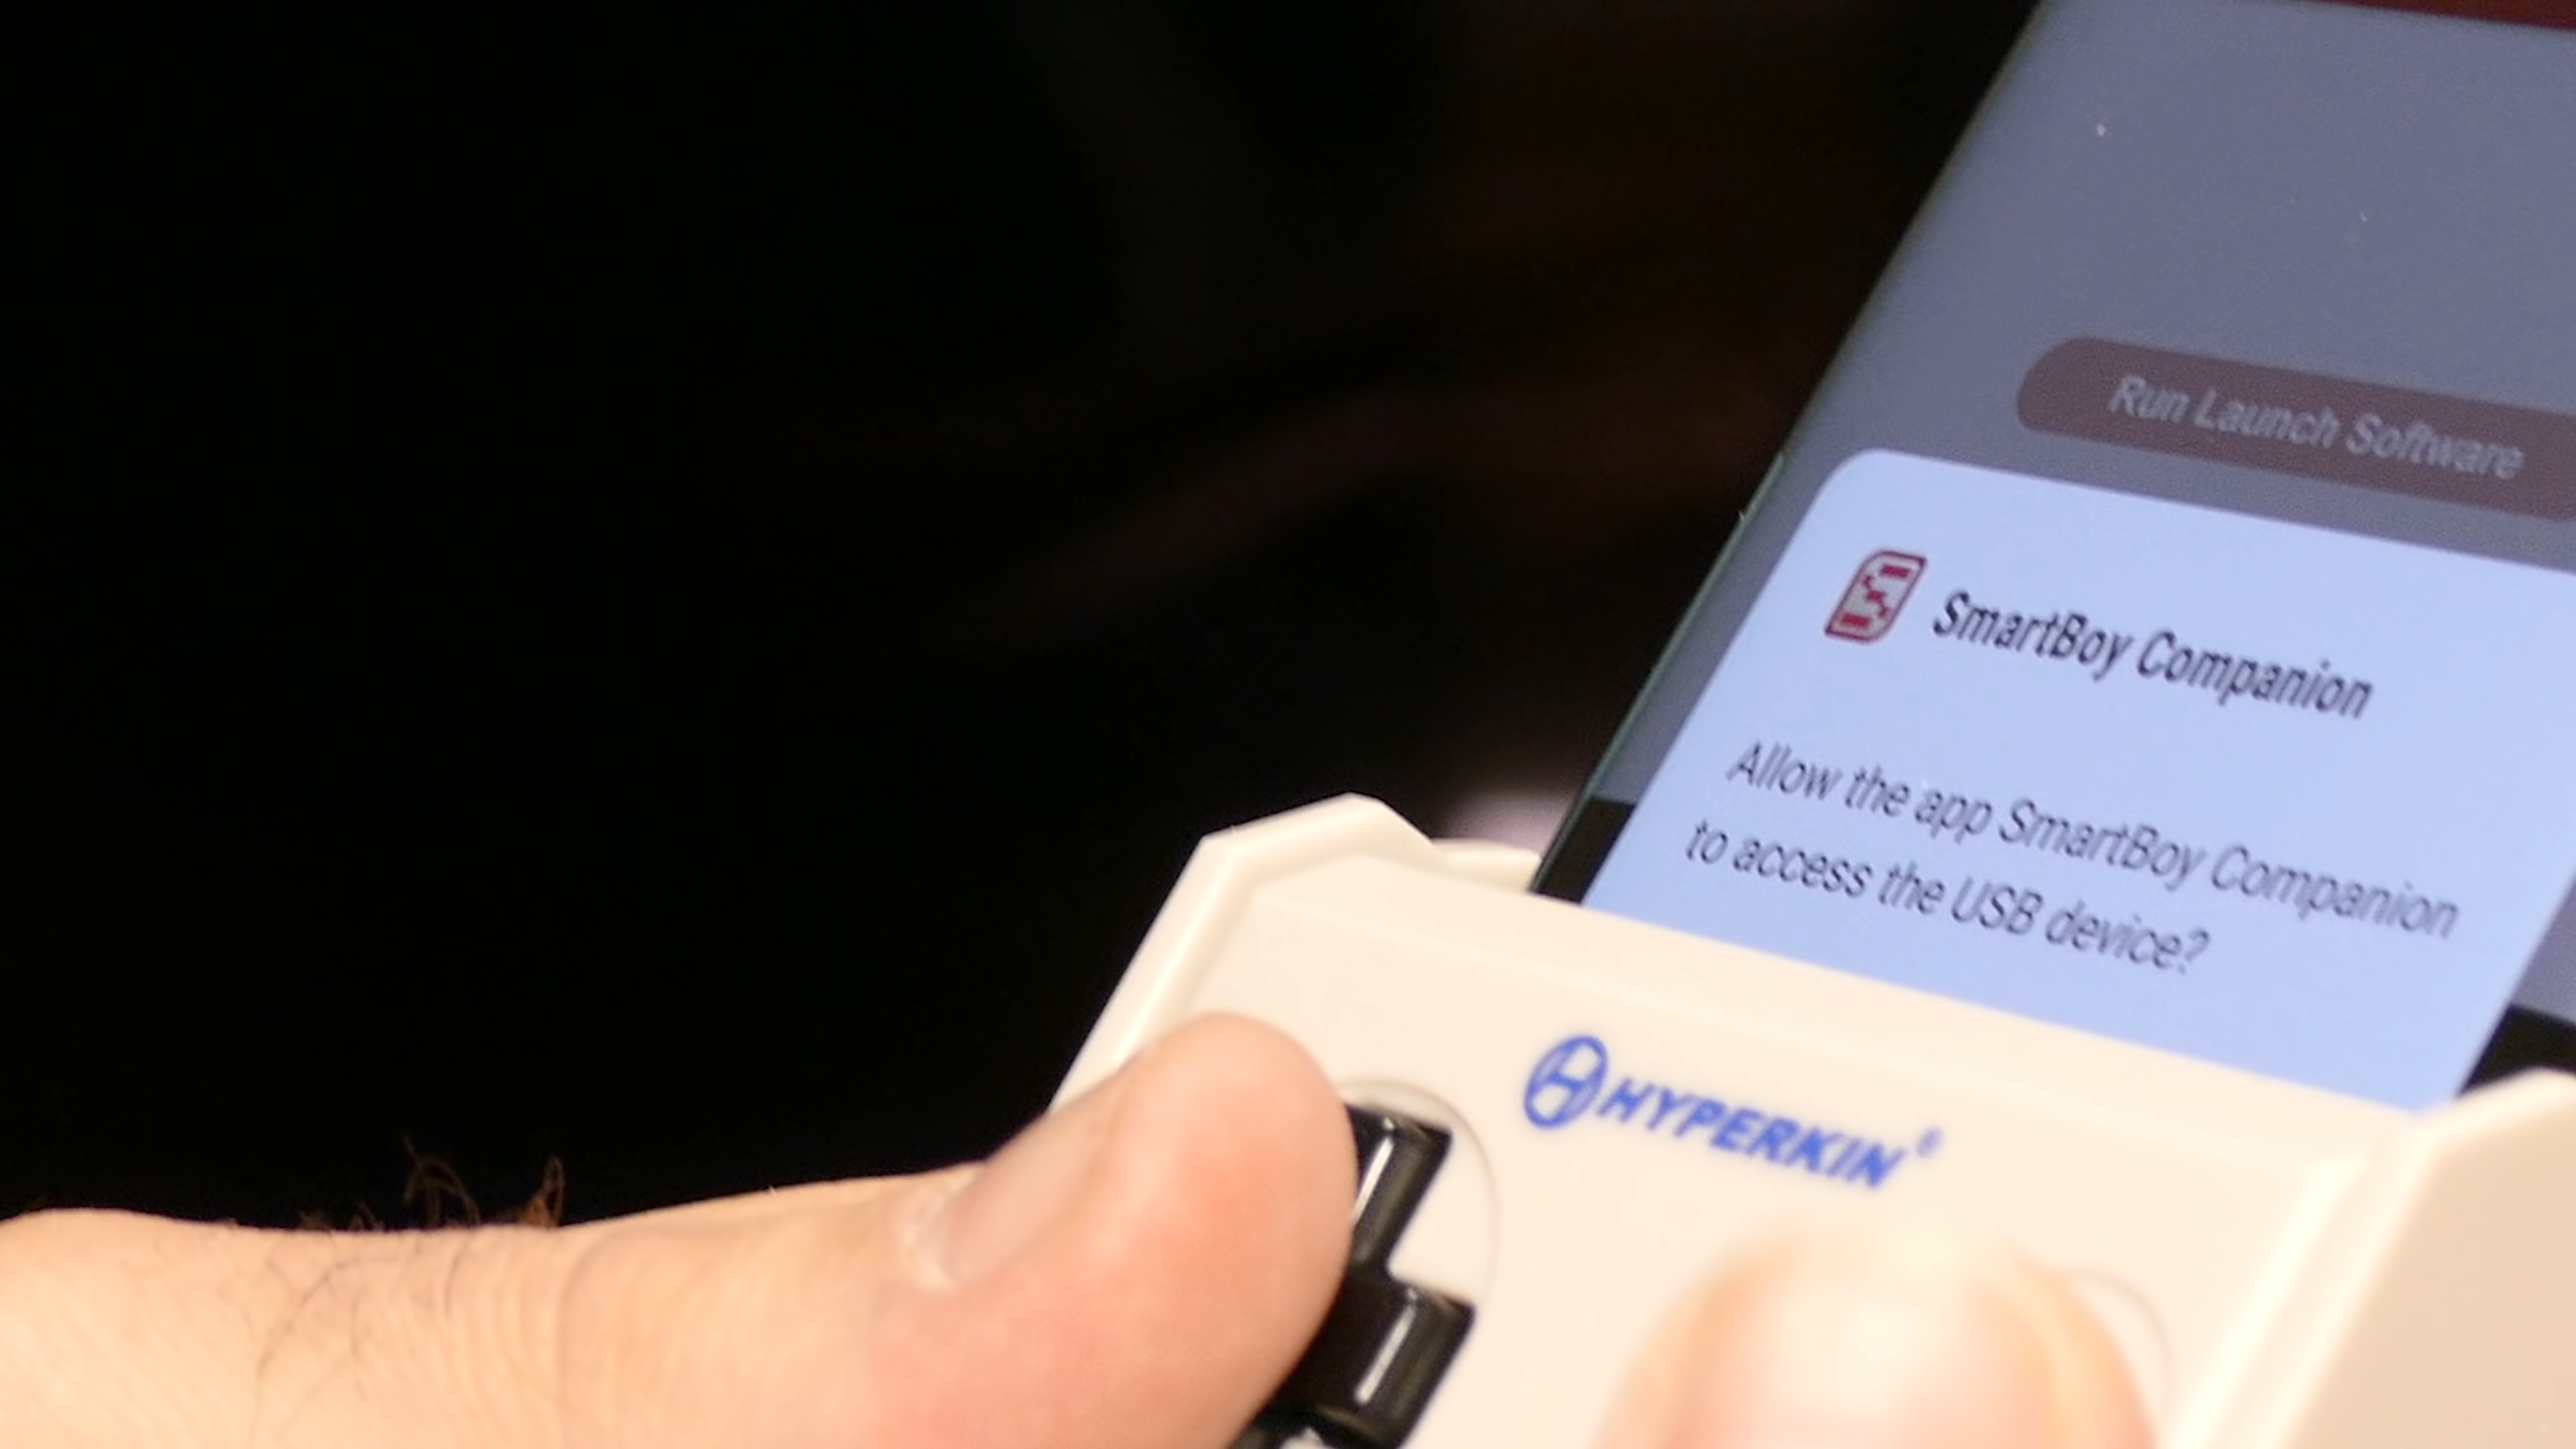 Run Launch Software
SmartBoy Companion
Allow the app SmartBoy Companion
to access the USB device?
HYPERKIN®